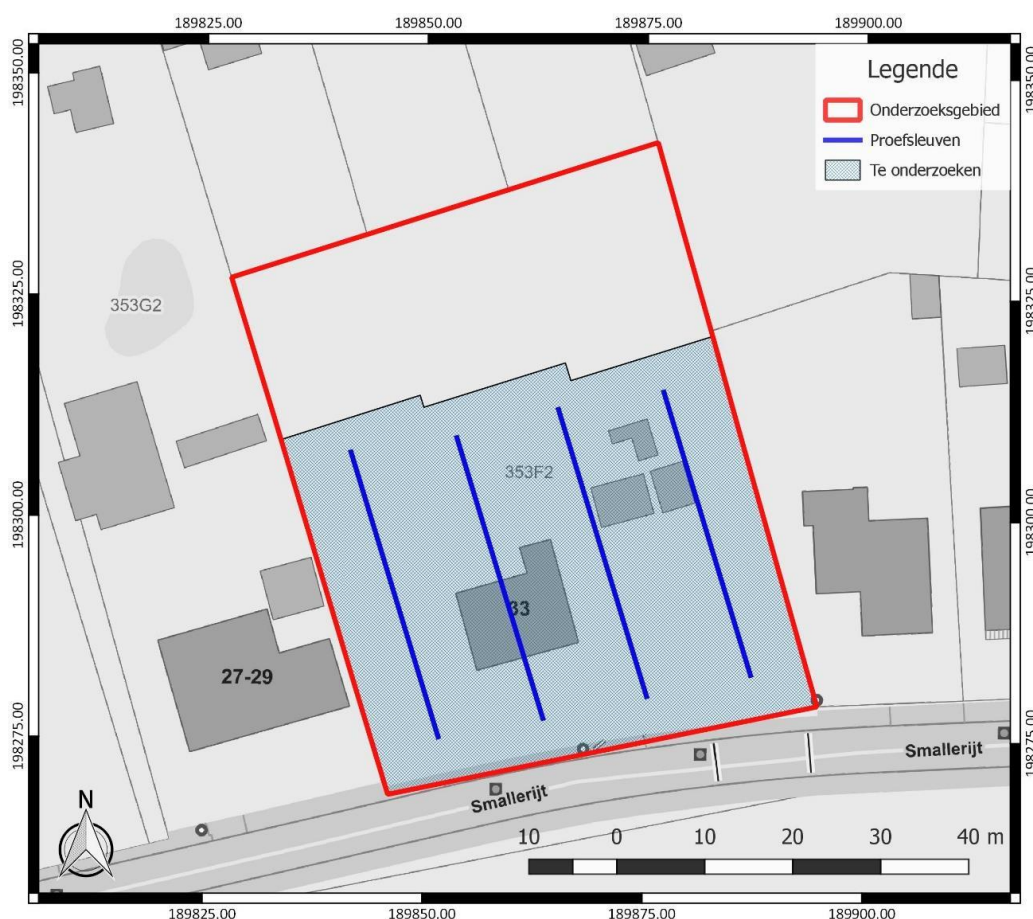 189825.00 189850.00 189875.00 189900.00
198350.00 198350.00
Legende
Onderzoeksgebied
Proefsleuven
Te onderzoeken
198325.00 198325.00
353G2
353F2
198300.00 198300.00
33
27-29
198275.00 198275.00
Smallerijt
Smallerijt
N
10 0 10 20 30 40 m
189825.00 189850.00 189875.00 189900.00